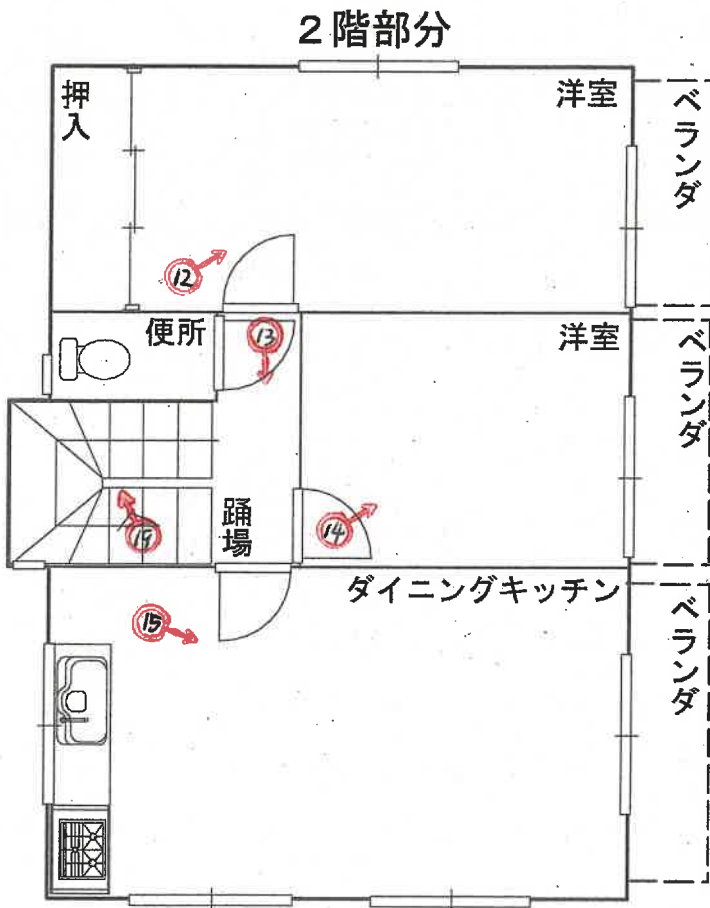 2階部分
押入
洋室
ベランダ
12
便所
13
洋室
ベランダ
踊場
19
14
ダイニングキッチン
ベランダ
15